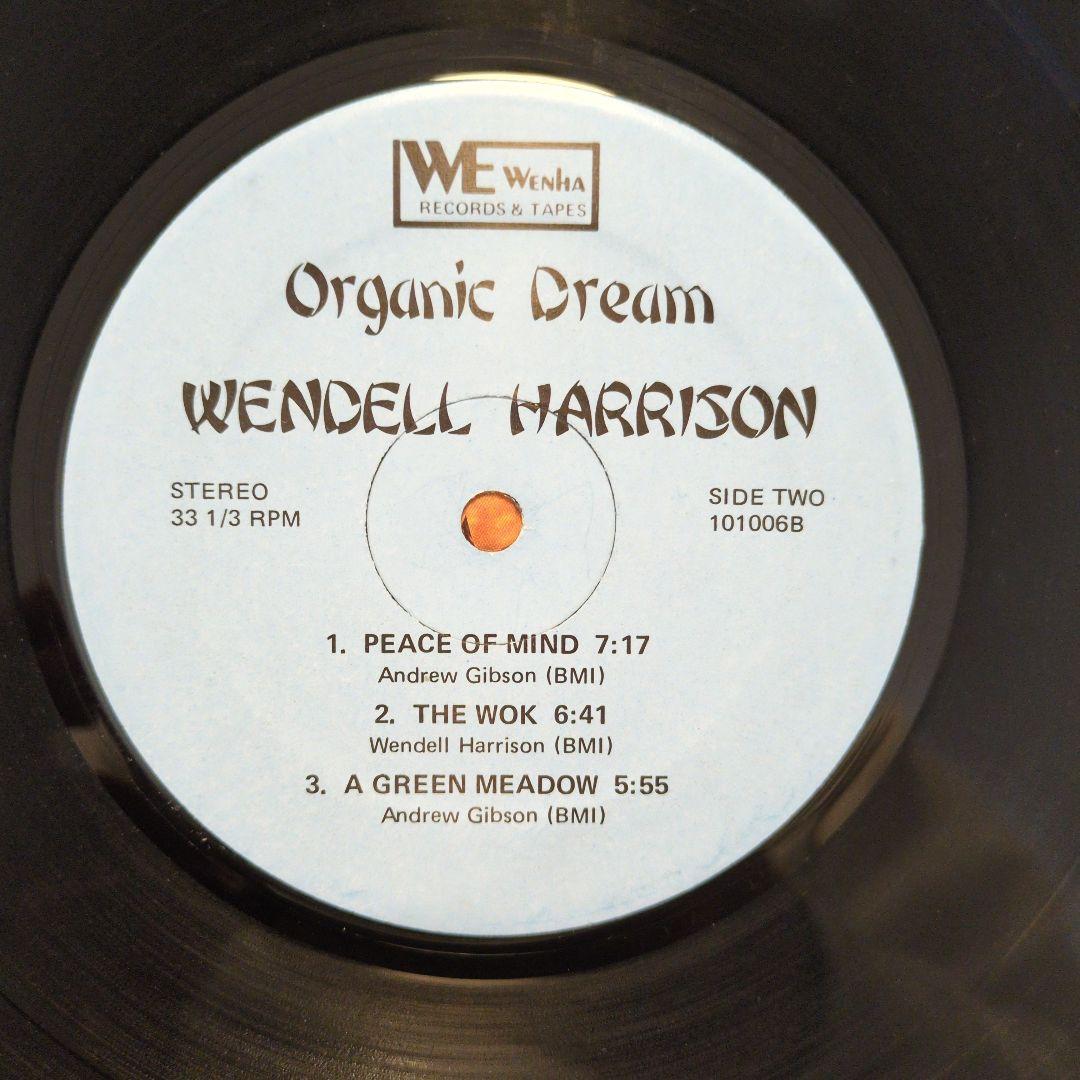 WE WENHA
RECORDS & TAPES
Organic Dream
WENDELL HARRISON
STEREO
33 1/3 RPM
SIDE TWO
101006B
1. PEACE OF MIND 7:17
Andrew Gibson (BMI)
2. THE WOK 6:41
Wendell Harrison (BMI)
3. A GREEN MEADOW 5:55
Andrew Gibson (BMI)